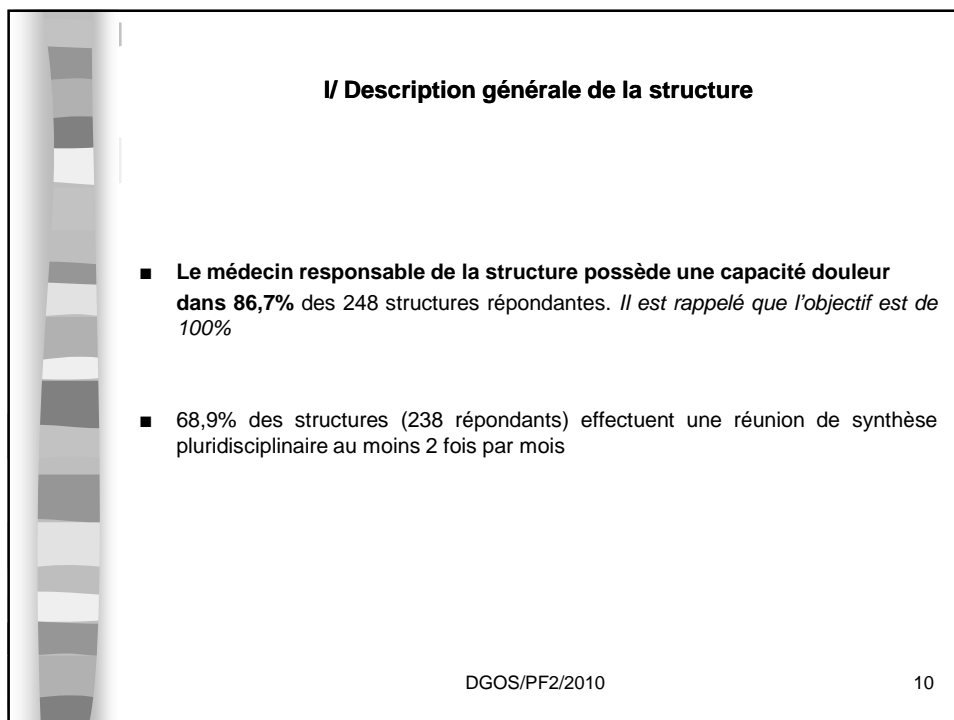 I/ Description générale de la structure
■ Le médecin responsable de la structure possède une capacité douleur
dans 86,7% des 248 structures répondantes. Il est rappelé que l'objectif est de
100%
■ 68,9% des structures (238 répondants) effectuent une réunion de synthèse
pluridisciplinaire au moins 2 fois par mois
DGOS/PF2/2010 10